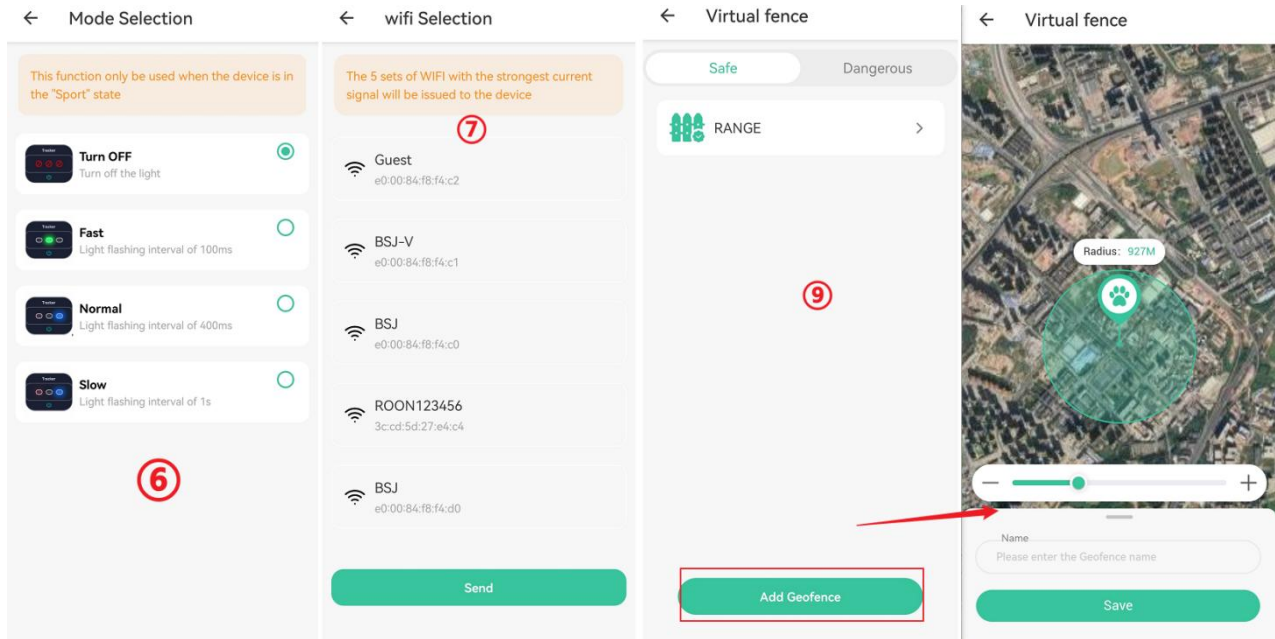 ← Mode Selection
This function only be used when the device is in
the "Sport" state
Tracker
Turn OFF
Turn off the light
Tracker
Fast
Light flashing interval of 100ms
Tracker
Normal
Light flashing interval of 400ms
Tracker
Slow
Light flashing interval of 1s
⑥
← wifi Selection
The 5 sets of WIFI with the strongest current
signal will be issued to the device
⑦
Guest
e0:00:84:f8:f4:c2
BSJ-V
e0:00:84:f8:f4:c1
BSJ
e0:00:84:f8:f4:c0
ROON123456
3c:cd:5d:27:e4:c4
BSJ
e0:00:84:f8:f4:d0
Send
← Virtual fence
Safe Dangerous
RANGE >
⑨
Add Geofence
← Virtual fence
Radius: 927M
Name
Please enter the Geofence name
Save